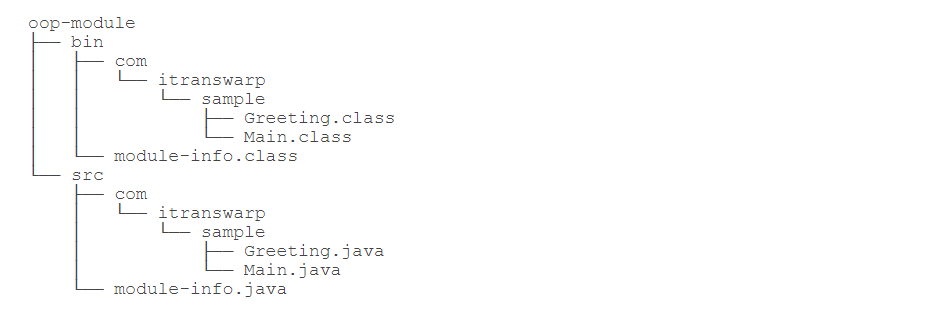 oop-module
├── bin
│   ├── com
│   │   └── itranswarp
│   │       └── sample
│   │           ├── Greeting.class
│   │           └── Main.class
│   └── module-info.class
└── src
    ├── com
    │   └── itranswarp
    │       └── sample
    │           ├── Greeting.java
    │           └── Main.java
    └── module-info.java